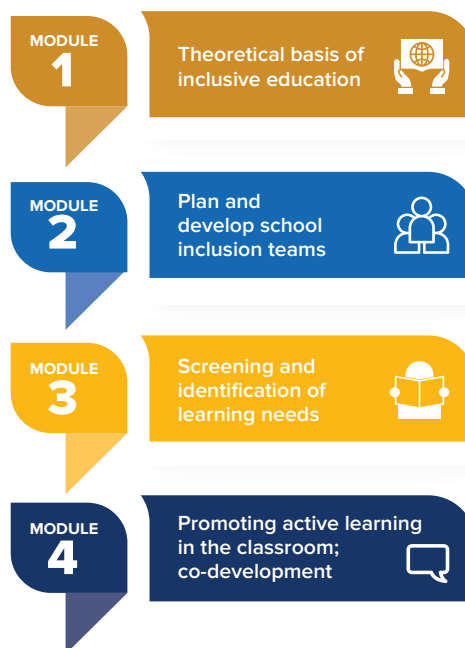 MODULE
1
Theoretical basis of
inclusive education
MODULE
2
Plan and
develop school
inclusion teams
MODULE
3
Screening and
identification of
learning needs
MODULE
4
Promoting active learning
in the classroom;
co-development